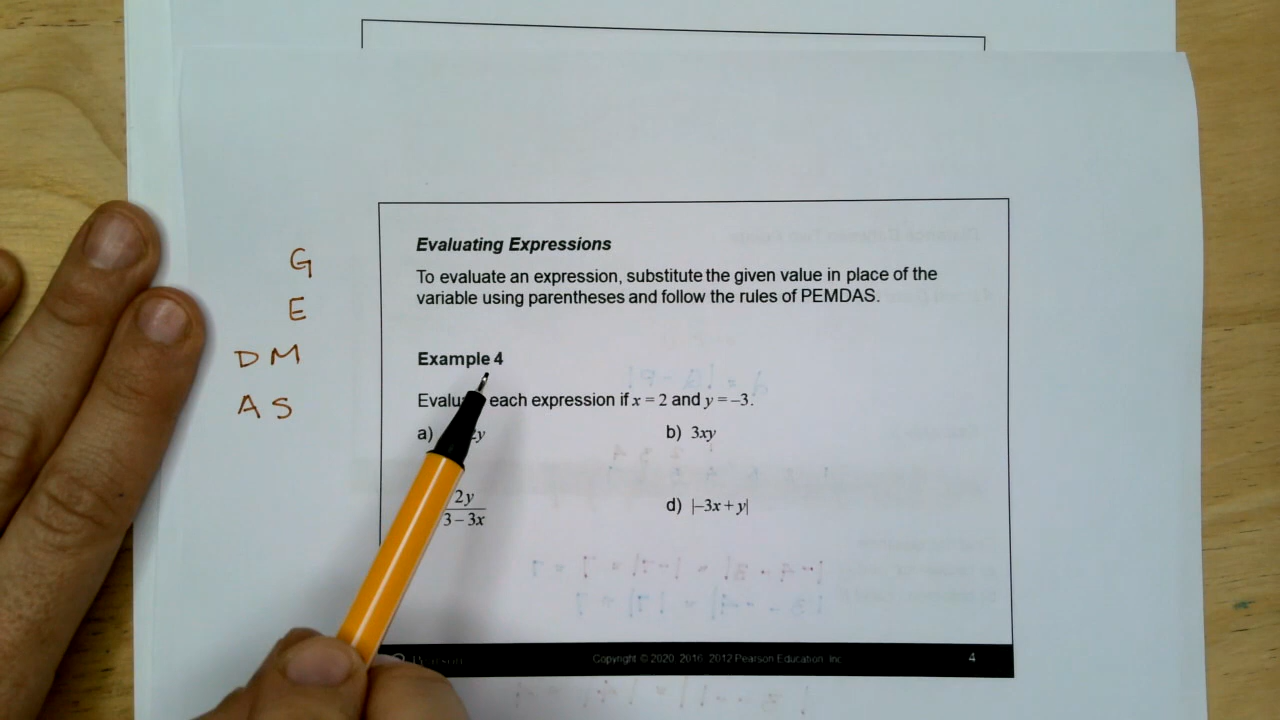 G
E
D M
A S
Evaluating Expressions
To evaluate an expression, substitute the given value in place of the
variable using parentheses and follow the rules of PEMDAS.
Example 4
each expression if x = 2 and y = –3.
a) y
b) 3xy
2y
3 – 3x
d) |–3x + y|
Pearson
Copyright © 2020, 2016, 2012 Pearson Education, Inc.
4